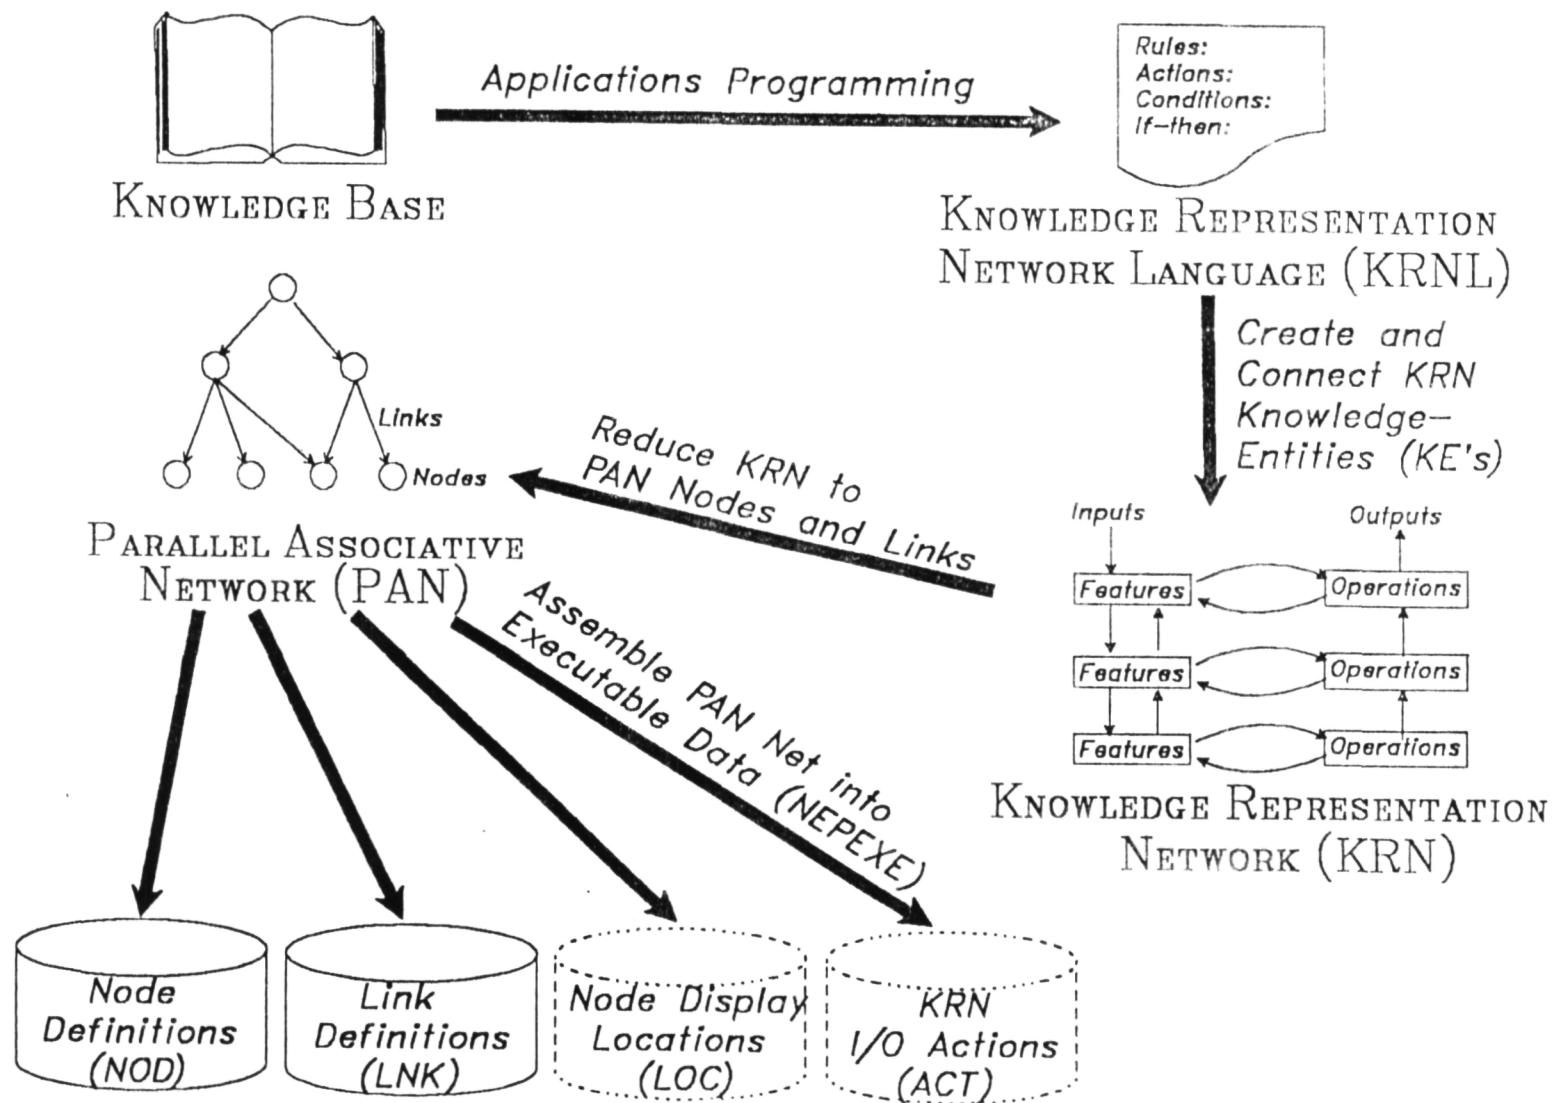 Applications Programming
Rules:
Actions:
Conditions:
If-then:
KNOWLEDGE BASE
KNOWLEDGE REPRESENTATION
NETWORK LANGUAGE (KRNL)
Create and
Connect KRN
Knowledge-
Entities (KE's)
Links
Nodes
Reduce KRN to
PAN Nodes and Links
PARALLEL ASSOCIATIVE
NETWORK (PAN)
Inputs
Outputs
Features
Operations
Features
Operations
Features
Operations
KNOWLEDGE REPRESENTATION
NETWORK (KRN)
Assemble PAN Net into
Executable Data (NEPEXE)
Node
Definitions
(NOD)
Link
Definitions
(LNK)
Node Display
Locations
(LOC)
KRN
I/O Actions
(ACT)